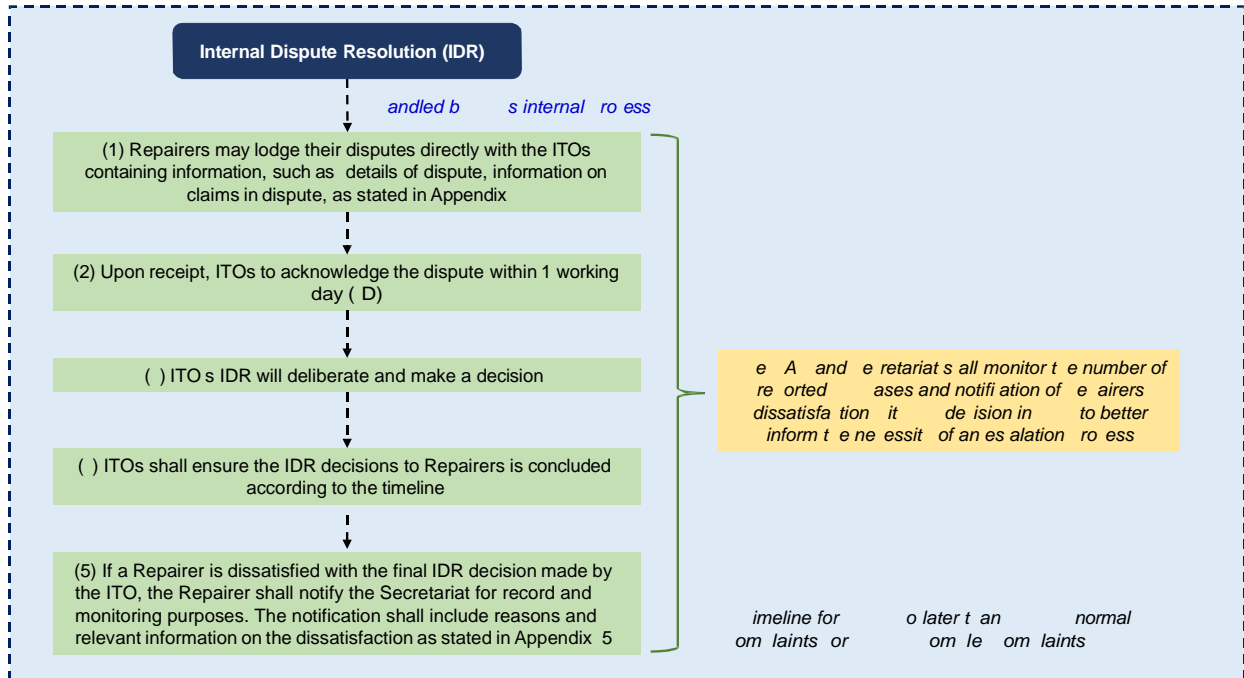 Internal Dispute Resolution (IDR)
andled b s internal ro ess
(1) Repairers may lodge their disputes directly with the ITOs
containing information, such as details of dispute, information on
claims in dispute, as stated in Appendix
(2) Upon receipt, ITOs to acknowledge the dispute within 1 working
day ( D)
( ) ITO s IDR will deliberate and make a decision
( ) ITOs shall ensure the IDR decisions to Repairers is concluded
according to the timeline
(5) If a Repairer is dissatisfied with the final IDR decision made by
the ITO, the Repairer shall notify the Secretariat for record and
monitoring purposes. The notification shall include reasons and
relevant information on the dissatisfaction as stated in Appendix 5
e A and e retariat s all monitor t e number of
re orted ases and notifi ation of e airers
dissatisfa tion it de ision in to better
inform t e ne essit of an es alation ro ess
imeline for o later t an normal
om laints or om le om laints